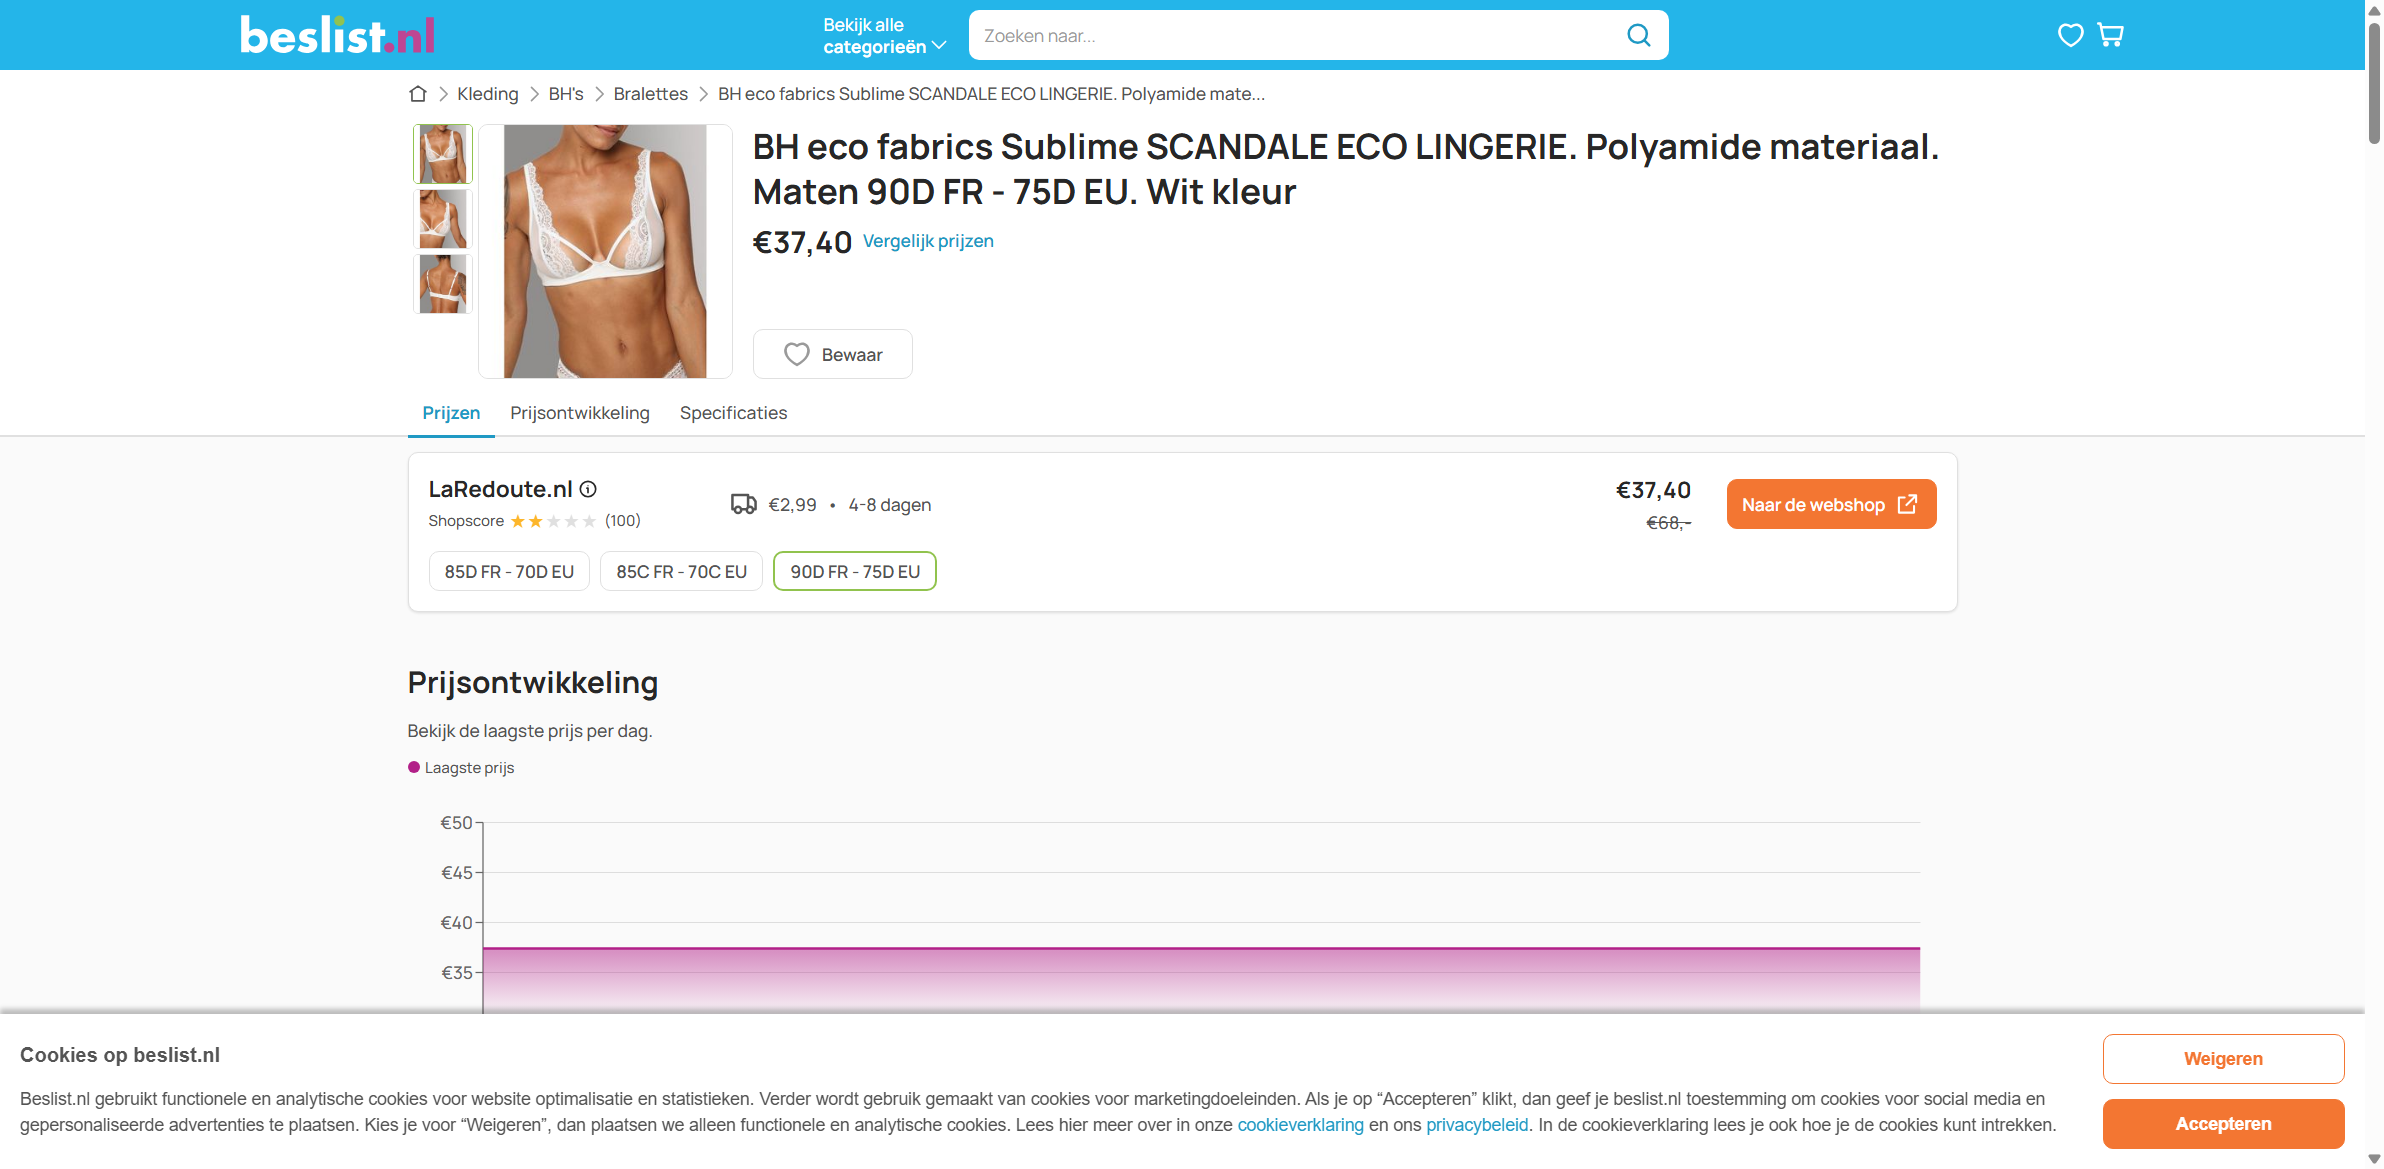 beslist.nl
Bekijk alle
categorieën
Zoeken naar...
Kleding
BH's
Bralettes
BH eco fabrics Sublime SCANDALE ECO LINGERIE. Polyamide mate...
BH eco fabrics Sublime SCANDALE ECO LINGERIE. Polyamide materiaal.
Maten 90D FR - 75D EU. Wit kleur
€37,40 Vergelijk prijzen
Bewaar
Prijzen
Prijsontwikkeling
Specificaties
LaRedoute.nl
Shopscore (100)
€2,99 • 4-8 dagen
€37,40
€68,-
Naar de webshop
85D FR - 70D EU
85C FR - 70C EU
90D FR - 75D EU
Prijsontwikkeling
Bekijk de laagste prijs per dag.
Laagste prijs
€50
€45
€40
€35
Cookies op beslist.nl
Beslist.nl gebruikt functionele en analytische cookies voor website optimalisatie en statistieken. Verder wordt gebruik gemaakt van cookies voor marketingdoeleinden. Als je op “Accepteren” klikt, dan geef je beslist.nl toestemming om cookies voor social media en
gepersonaliseerde advertenties te plaatsen. Kies je voor “Weigeren”, dan plaatsen we alleen functionele en analytische cookies. Lees hier meer over in onze cookieverklaring en ons privacybeleid. In de cookieverklaring lees je ook hoe je de cookies kunt intrekken.
Weigeren
Accepteren